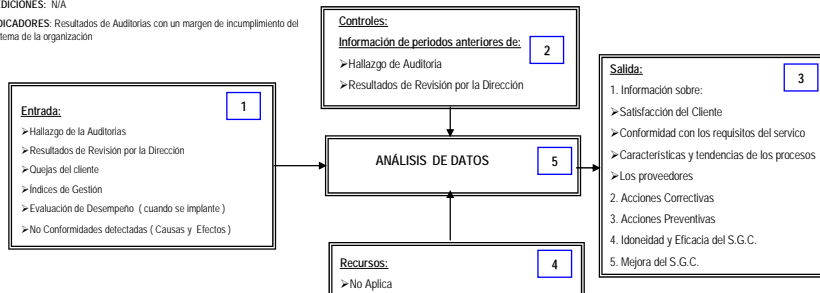 EDICIONES: N/A
DICADORES: Resultados de Auditorias con un margen de incumplimiento del
tema de la organización
Controles:
Información de periodos anteriores de:
2
➢Hallazgo de Auditoria
➢Resultados de Revisión por la Dirección
Entrada:
1
➢Hallazgo de la Auditorias
➢Resultados de Revisión por la Dirección
➢Quejas del cliente
➢Índices de Gestión
➢Evaluación de Desempeño ( cuando se implante )
➢No Conformidades detectadas ( Causas y Efectos )
ANÁLISIS DE DATOS
5
Salida:
3
1. Información sobre:
➢Satisfacción del Cliente
➢Conformidad con los requisitos del servico
➢Características y tendencias de los procesos
➢Los proveedores
2. Acciones Correctivas
3. Acciones Preventivas
4. Idoneidad y Eficacia del S.G.C.
5. Mejora del S.G.C.
Recursos:
4
➢No Aplica